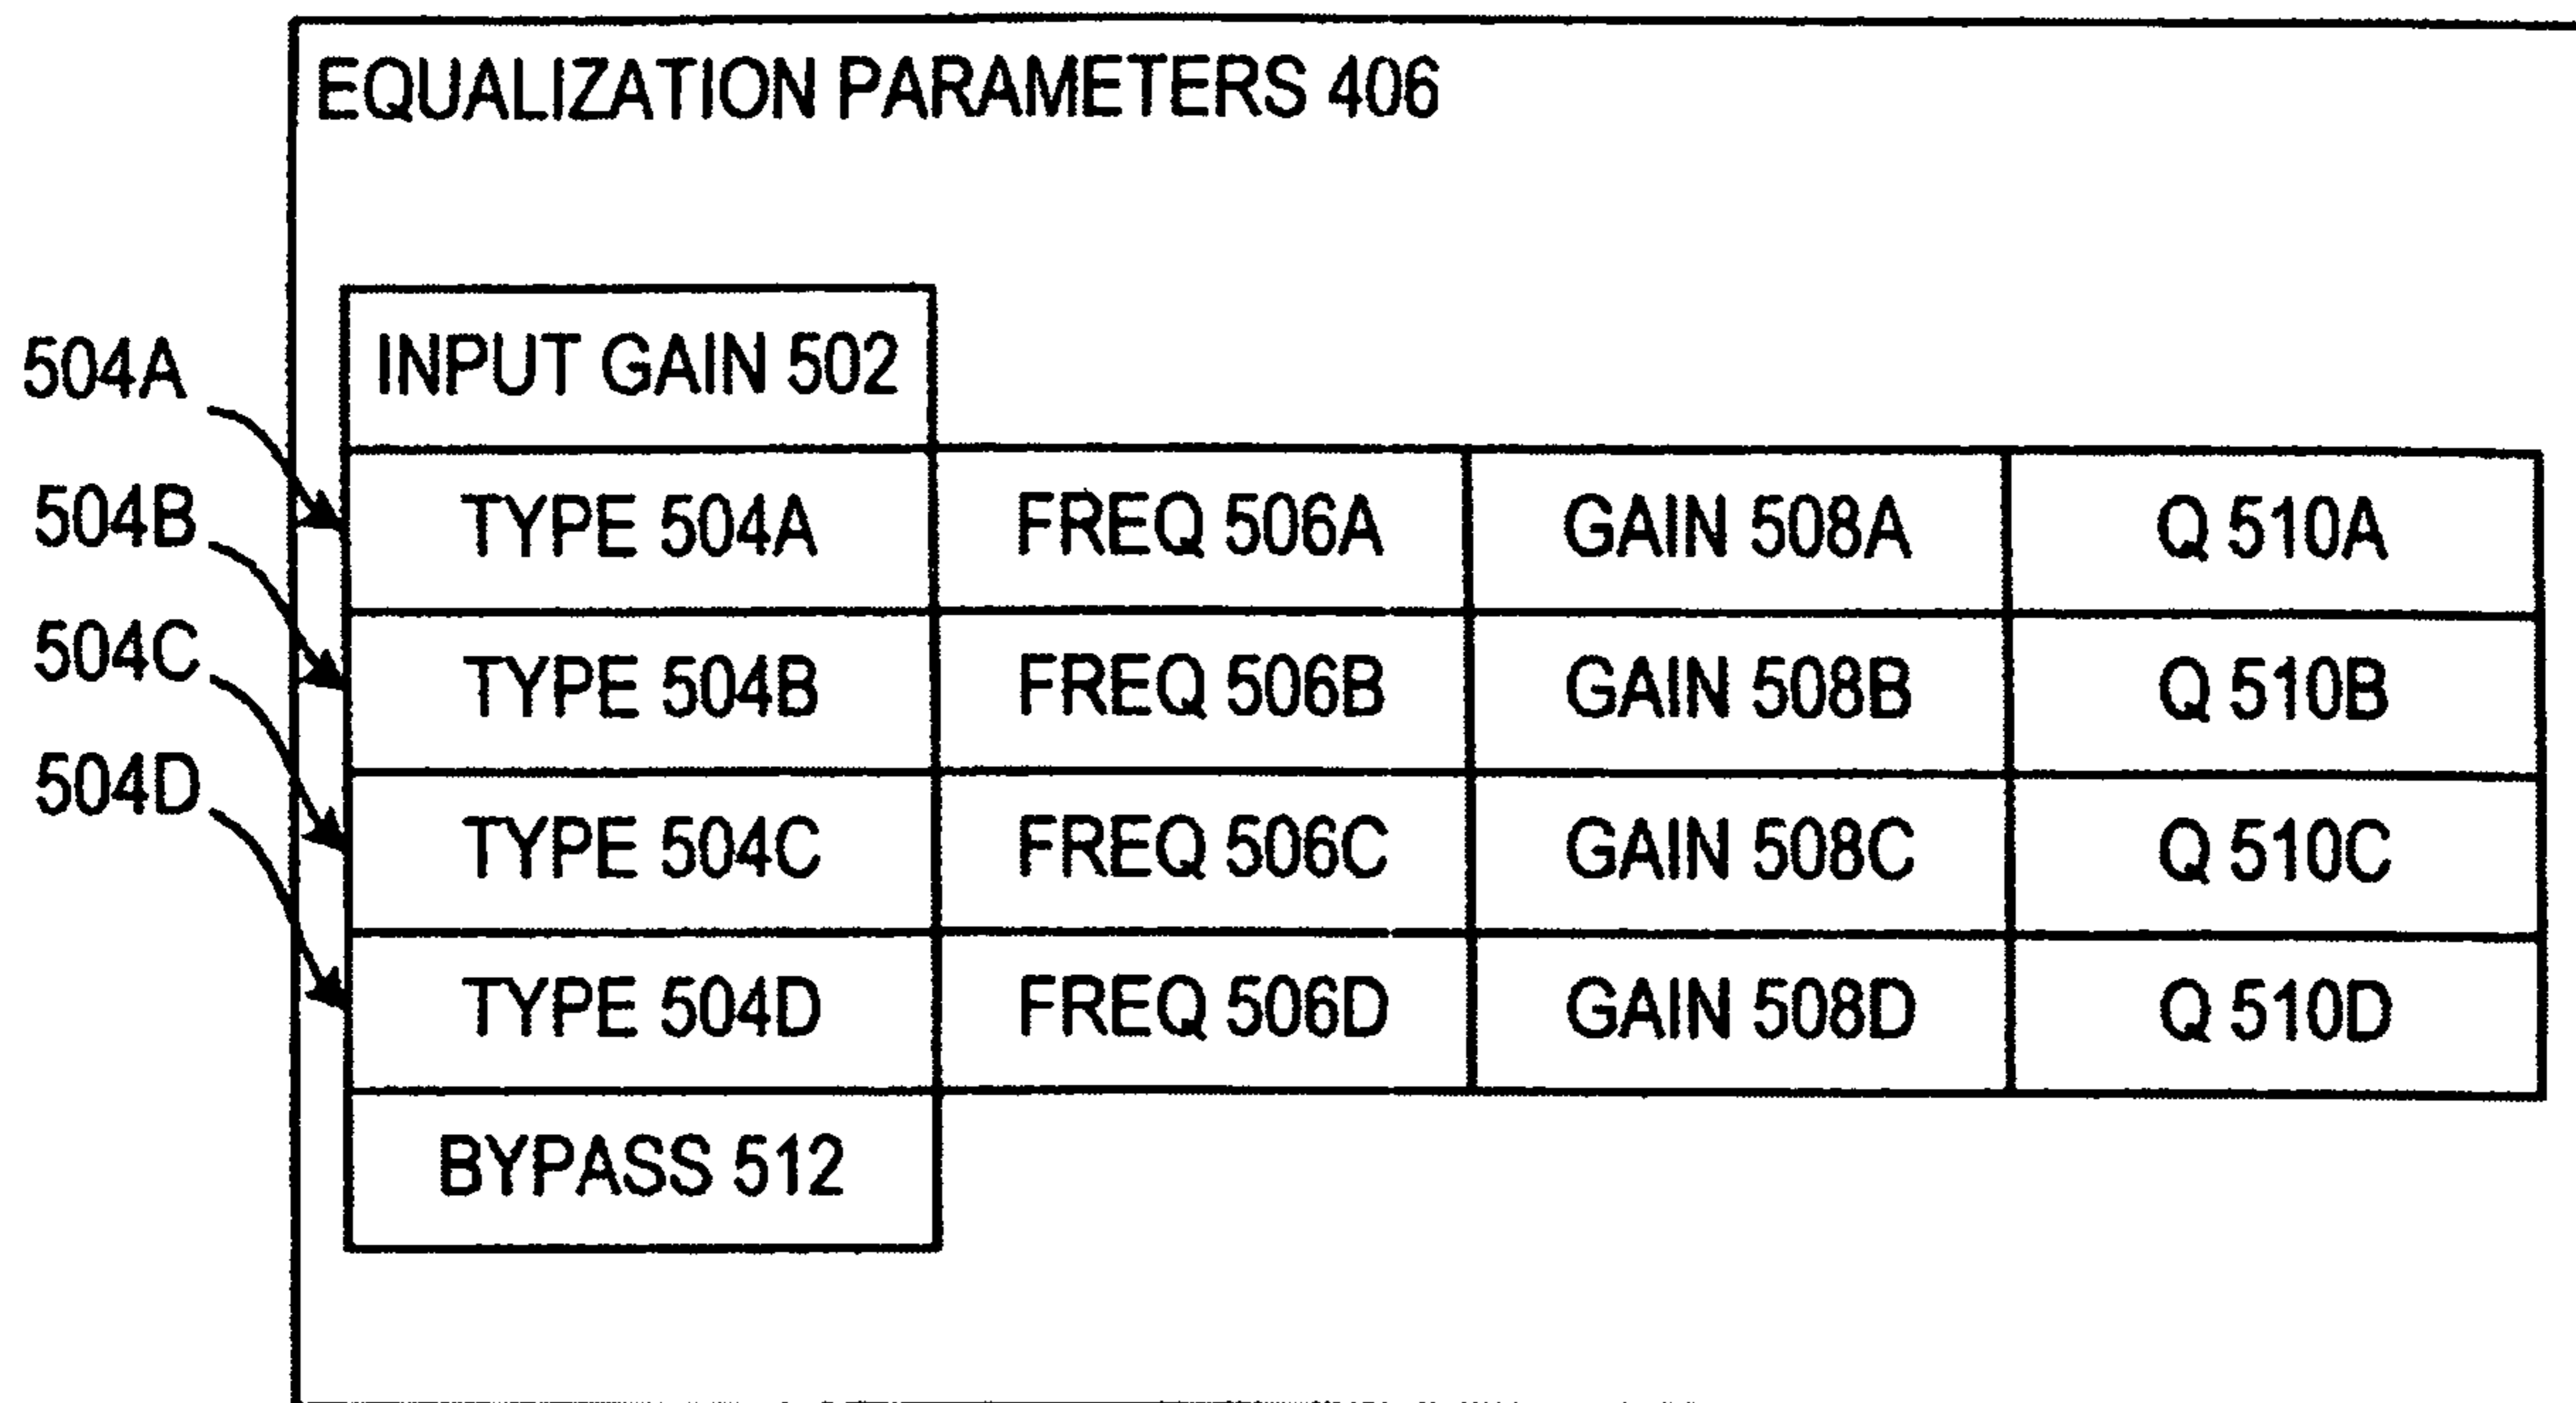 EQUALIZATION PARAMETERS 406
INPUT GAIN 502
504A
TYPE 504A FREQ 506A GAIN 508A Q 510A
504B
TYPE 504B FREQ 506B GAIN 508B Q 510B
504C
TYPE 504C FREQ 506C GAIN 508C Q 510C
504D
TYPE 504D FREQ 506D GAIN 508D Q 510D
BYPASS 512